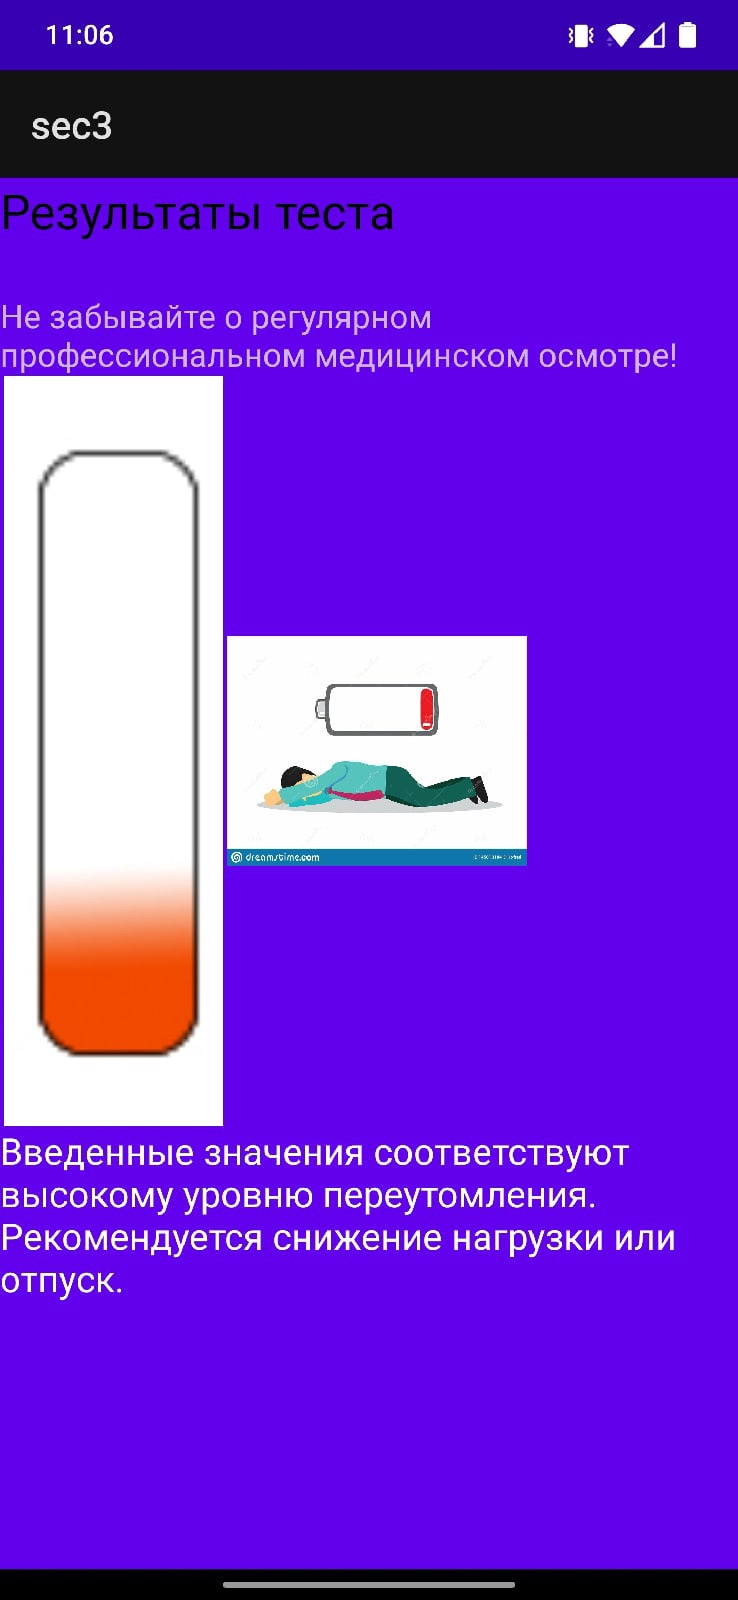 11:06
sec3
Результаты теста
Не забывайте о регулярном
профессиональном медицинском осмотре!
dreamstime.com
Введенные значения соответствуют
высокому уровню переутомления.
Рекомендуется снижение нагрузки или
отпуск.